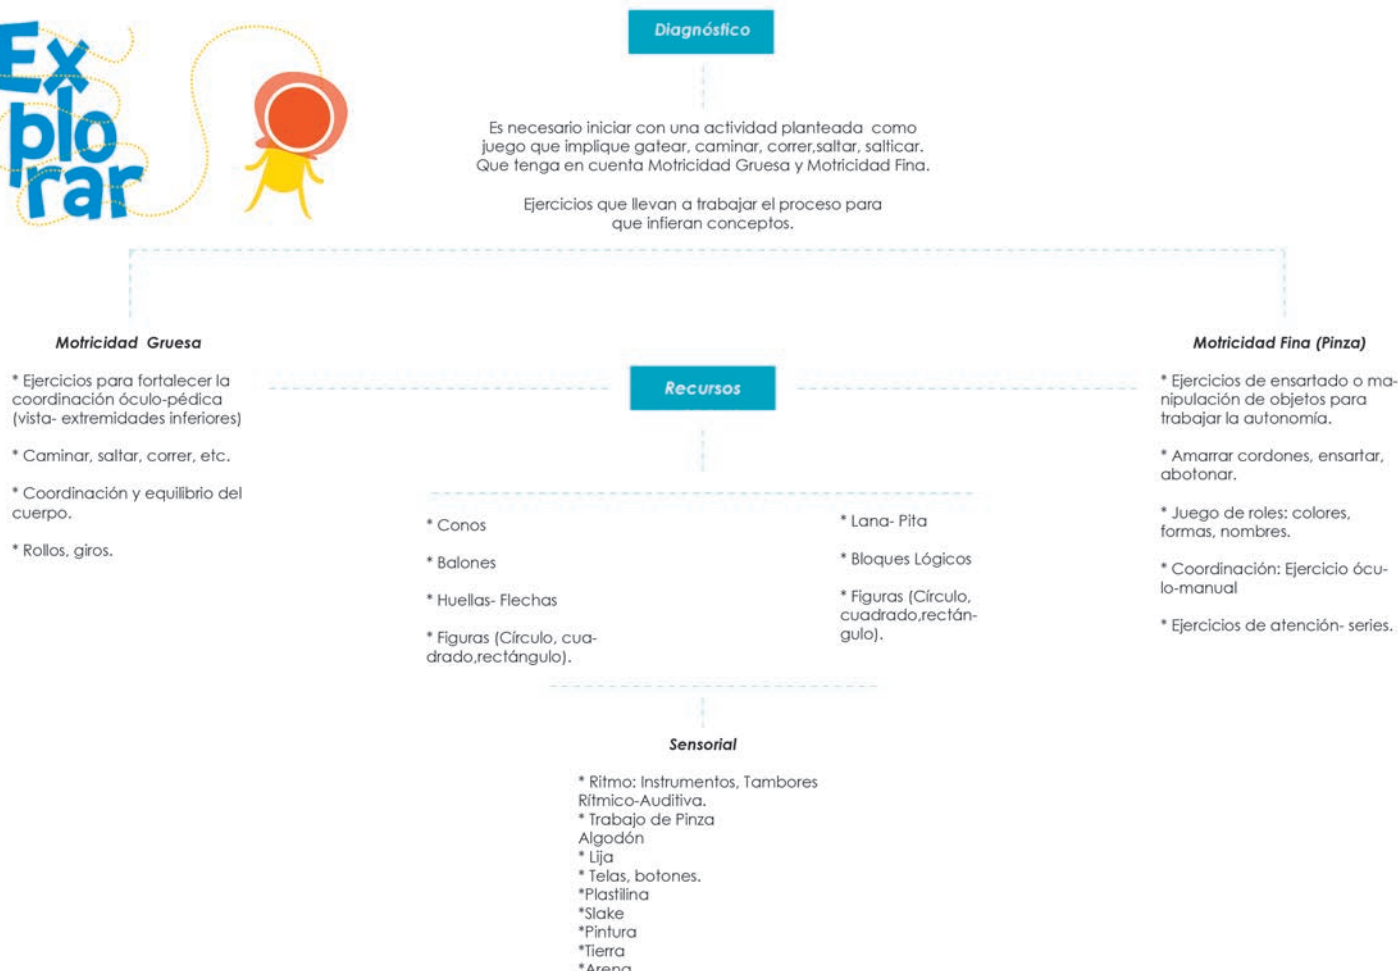 Ex
plo
rar
Diagnóstico
Es necesario iniciar con una actividad planteada como
juego que implique gatear, caminar, correr,saltar, salticar.
Que tenga en cuenta Motricidad Gruesa y Motricidad Fina.
Ejercicios que llevan a trabajar el proceso para
que infieran conceptos.
Motricidad Gruesa
* Ejercicios para fortalecer la
coordinación óculo-pédica
(vista- extremidades inferiores)
* Caminar, saltar, correr, etc.
* Coordinación y equilibrio del
cuerpo.
* Rollos, giros.
Recursos
* Conos
* Balones
* Huellas- Flechas
* Figuras (Círculo, cua-
drado,rectángulo).
* Lana- Pita
* Bloques Lógicos
* Figuras (Círculo,
cuadrado,rectán-
gulo).
Motricidad Fina (Pinza)
* Ejercicios de ensartado o ma-
nipulación de objetos para
trabajar la autonomía.
* Amarrar cordones, ensartar,
abotonar.
* Juego de roles: colores,
formas, nombres.
* Coordinación: Ejercicio ócu-
lo-manual
* Ejercicios de atención- series.
Sensorial
* Ritmo: Instrumentos, Tambores
Rítmico-Auditiva.
* Trabajo de Pinza
Algodón
* Lija
* Telas, botones.
*Plastilina
*Slake
*Pintura
*Tierra
*Arena